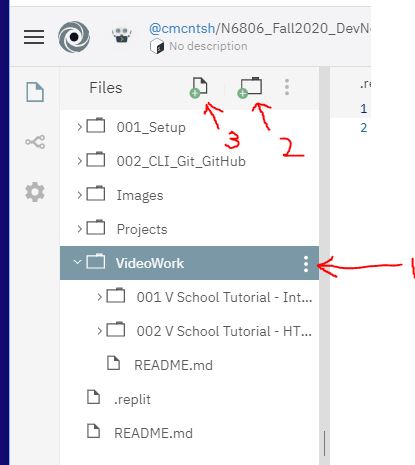 @cmcntsh/N6806_Fall2020_DevN
No description
Files
.r
3
2
1
2
001_Setup
002_CLI_Git_GitHub
Images
Projects
VideoWork
1
001 V School Tutorial - Int...
002 V School Tutorial - HT...
README.md
.replit
README.md